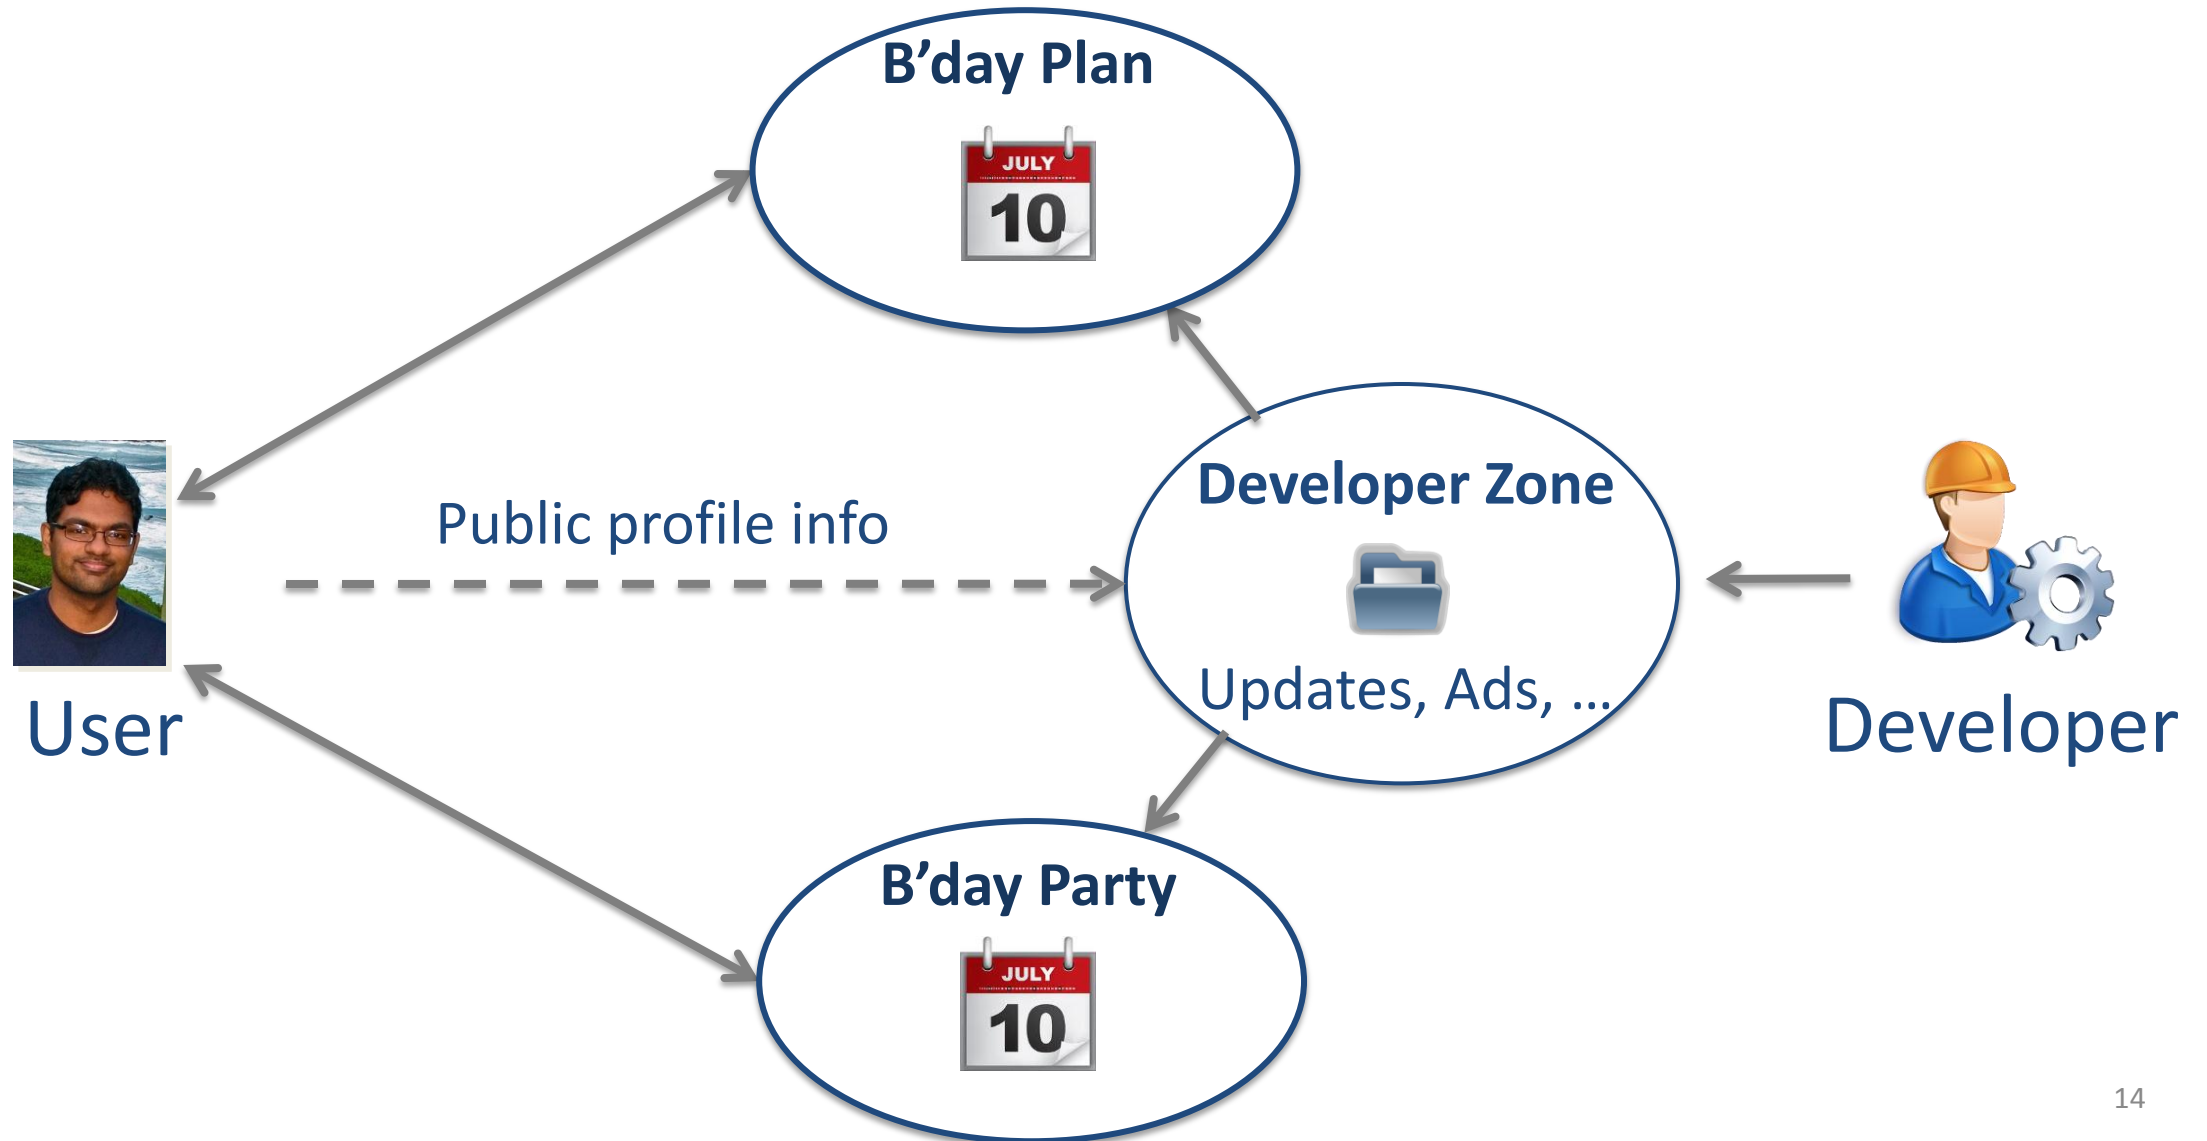 B’day Plan
JULY
10
Developer Zone
Public profile info
Updates, Ads, ...
User
Developer
B’day Party
JULY
10
14